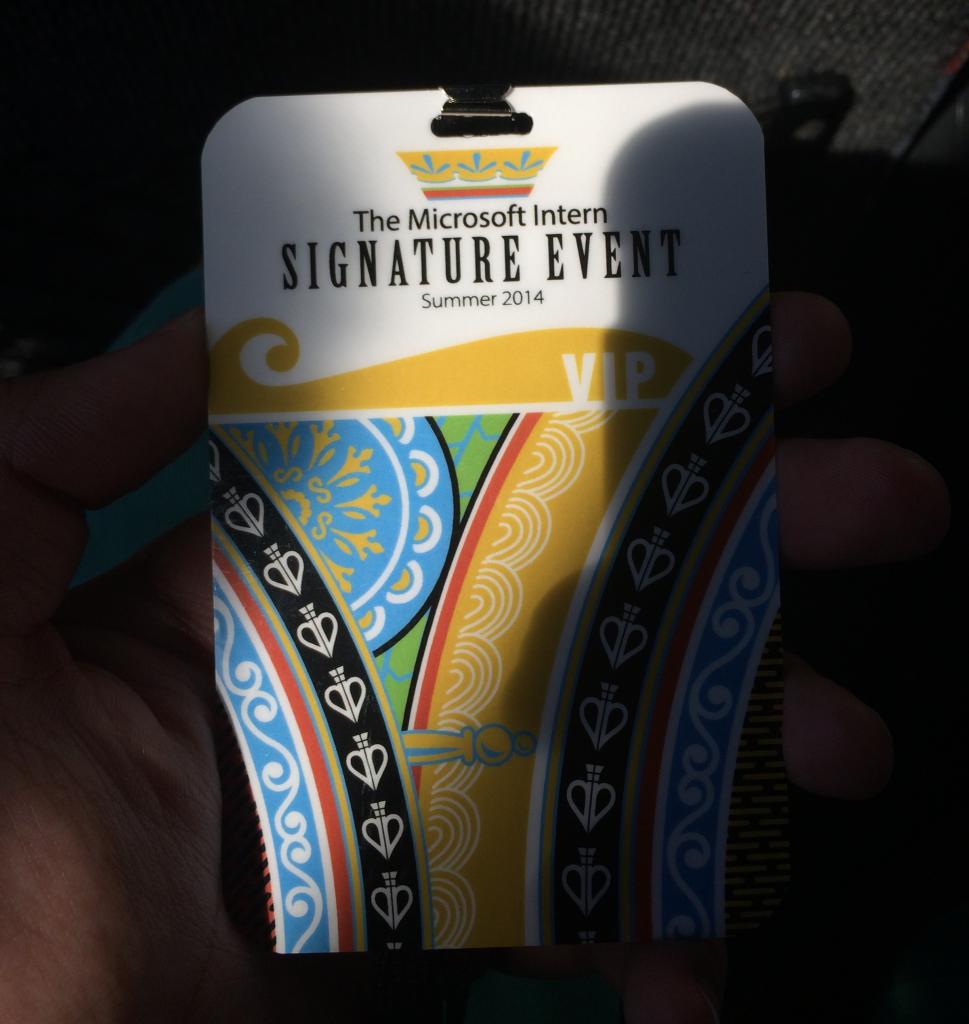 The Microsoft Intern
SIGNATURE EVENT
Summer 2014
VIP